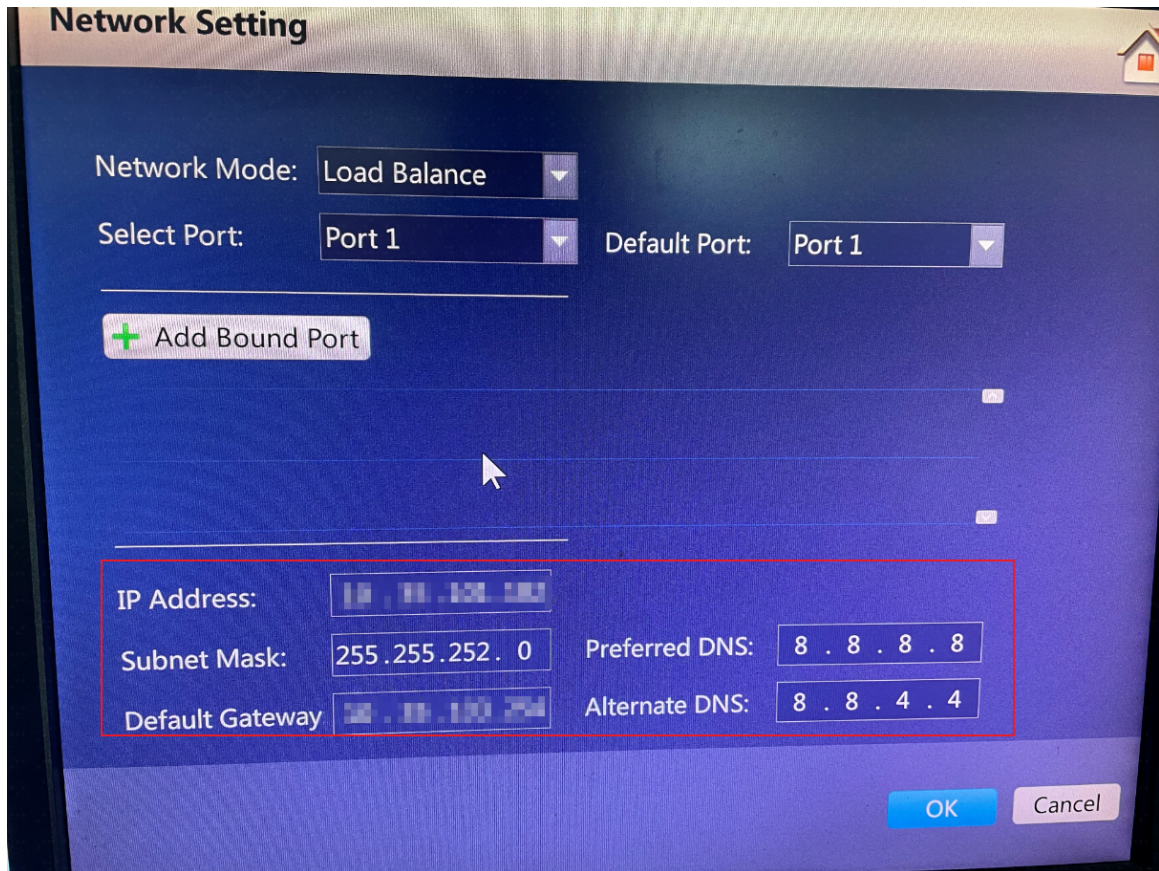 Network Setting
Network Mode: Load Balance
Select Port: Port 1 Default Port: Port 1
Add Bound Port
IP Address:
Subnet Mask: 255.255.252. 0 Preferred DNS: 8 . 8 . 8 . 8
Default Gateway Alternate DNS: 8 . 8 . 4 . 4
OK Cancel